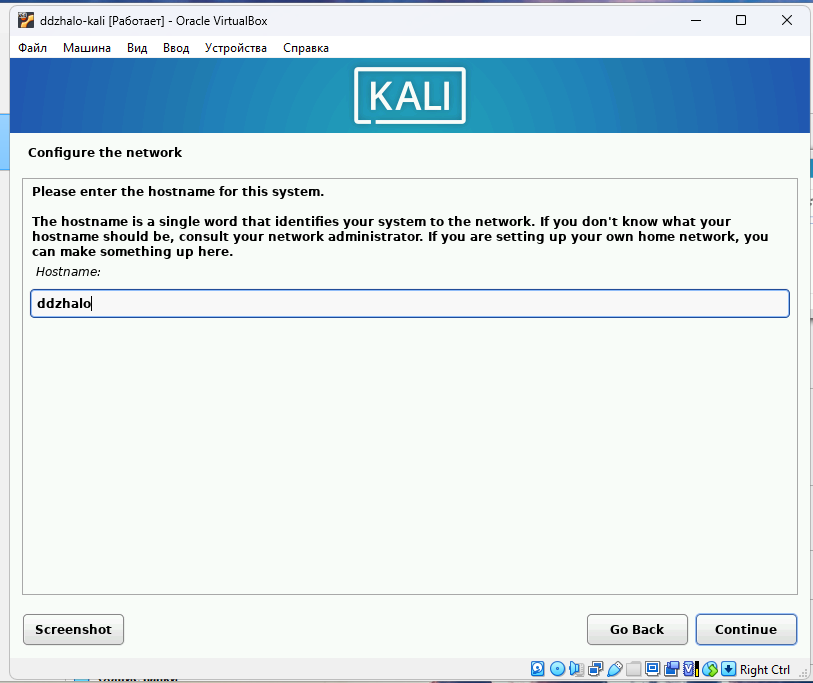 ddzhalo-kali [Работает] - Oracle VirtualBox
Файл Машина Вид Ввод Устройства Справка
KALI
Configure the network
Please enter the hostname for this system.
The hostname is a single word that identifies your system to the network. If you don't know what your
hostname should be, consult your network administrator. If you are setting up your own home network, you
can make something up here.
Hostname:
ddzhalo
Screenshot Go Back Continue
Right Ctrl